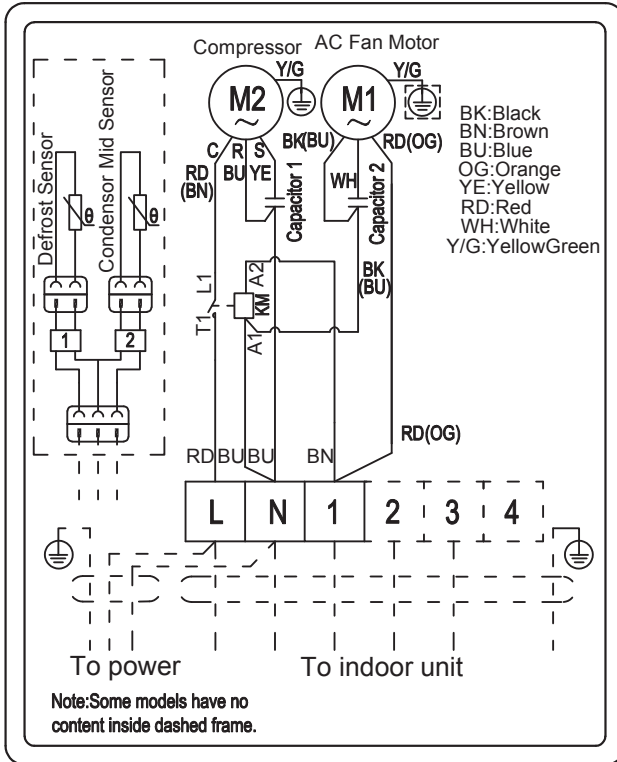 Compressor
AC Fan Motor
Y/G
Y/G
M2
~
M1
~
BK:Black
BN:Brown
BU:Blue
OG:Orange
YE:Yellow
RD:Red
WH:White
Y/G:YellowGreen
Defrost Sensor
θ
Condensor Mid Sensor
θ
1
2
C R S
RD
(BN)
BU YE
Capacitor 1
BK(BU)
RD(OG)
WH
Capacitor 2
BK
(BU)
L1
T1
A2
KM
A1
RD(OG)
RD BU BU BN
L N 1 2 3 4
To power
To indoor unit
Note:Some models have no
content inside dashed frame.